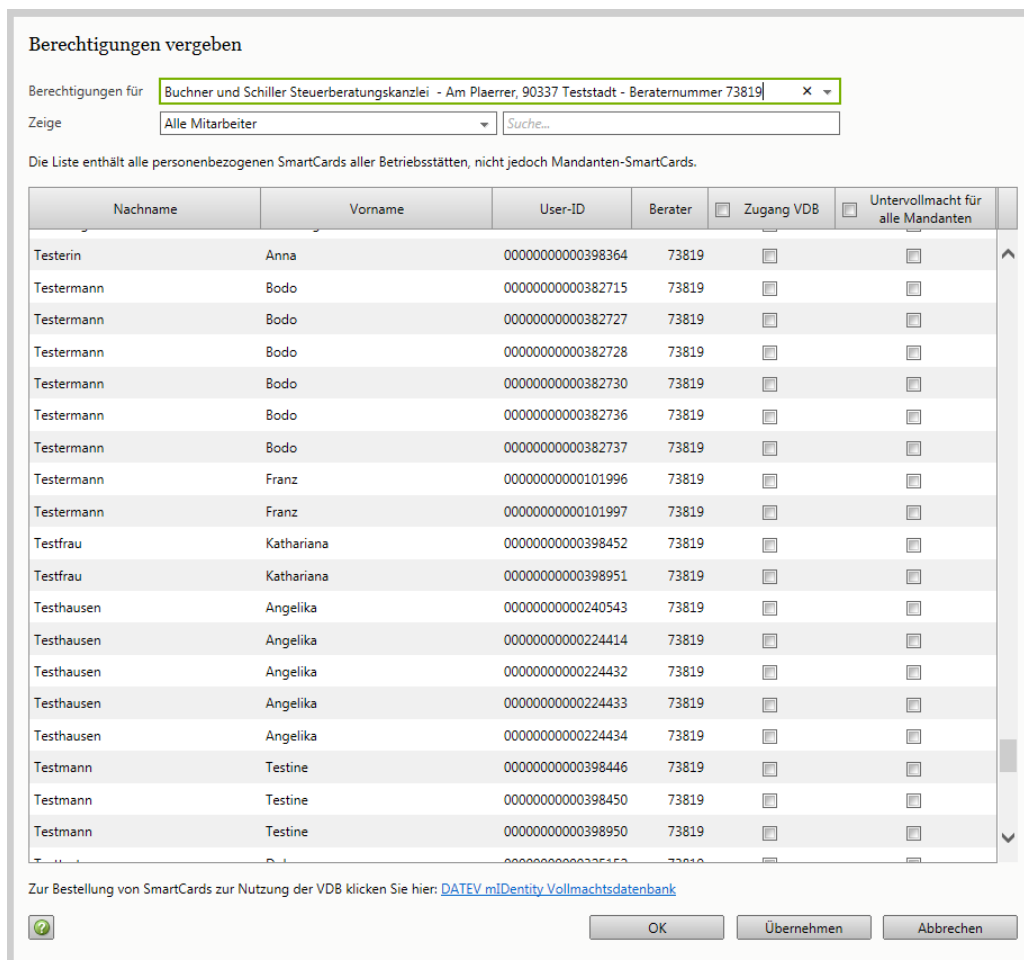 Berechtigungen vergeben
Berechtigungen für Buchner und Schiller Steuerberatungskanzlei - Am Plaerrer, 90337 Teststadt - Beraternummer 73819
Zeige Alle Mitarbeiter Suche...
Die Liste enthält alle personenbezogenen SmartCards aller Betriebsstätten, nicht jedoch Mandanten-SmartCards.
Nachname Vorname User-ID Berater Zugang VDB Untervollmacht für
alle Mandanten
Testerin Anna 00000000000398364 73819
Testermann Bodo 00000000000382715 73819
Testermann Bodo 00000000000382727 73819
Testermann Bodo 00000000000382728 73819
Testermann Bodo 00000000000382730 73819
Testermann Bodo 00000000000382736 73819
Testermann Bodo 00000000000382737 73819
Testermann Franz 00000000000101996 73819
Testermann Franz 00000000000101997 73819
Testfrau Kathariana 00000000000398452 73819
Testfrau Kathariana 00000000000398951 73819
Testhausen Angelika 00000000000240543 73819
Testhausen Angelika 00000000000224414 73819
Testhausen Angelika 00000000000224432 73819
Testhausen Angelika 00000000000224433 73819
Testhausen Angelika 00000000000224434 73819
Testmann Testine 00000000000398446 73819
Testmann Testine 00000000000398450 73819
Testmann Testine 00000000000398950 73819
Zur Bestellung von SmartCards zur Nutzung der VDB klicken Sie hier: DATEV mIDentity Vollmachtsdatenbank
OK Übernehmen Abbrechen